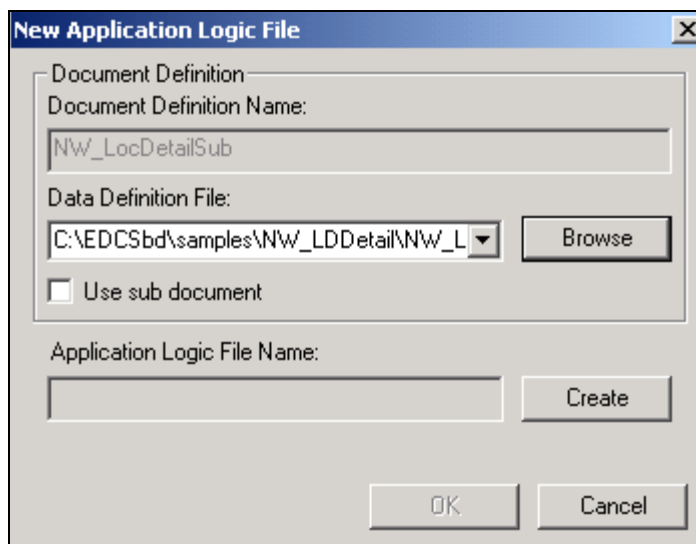 New Application Logic File
Document Definition
Document Definition Name:
NW_LocDetailSub
Data Definition File:
C:\EDCSbd\samples\NW_LDDetail\NW_L
Browse
Use sub document
Application Logic File Name:
Create
OK
Cancel